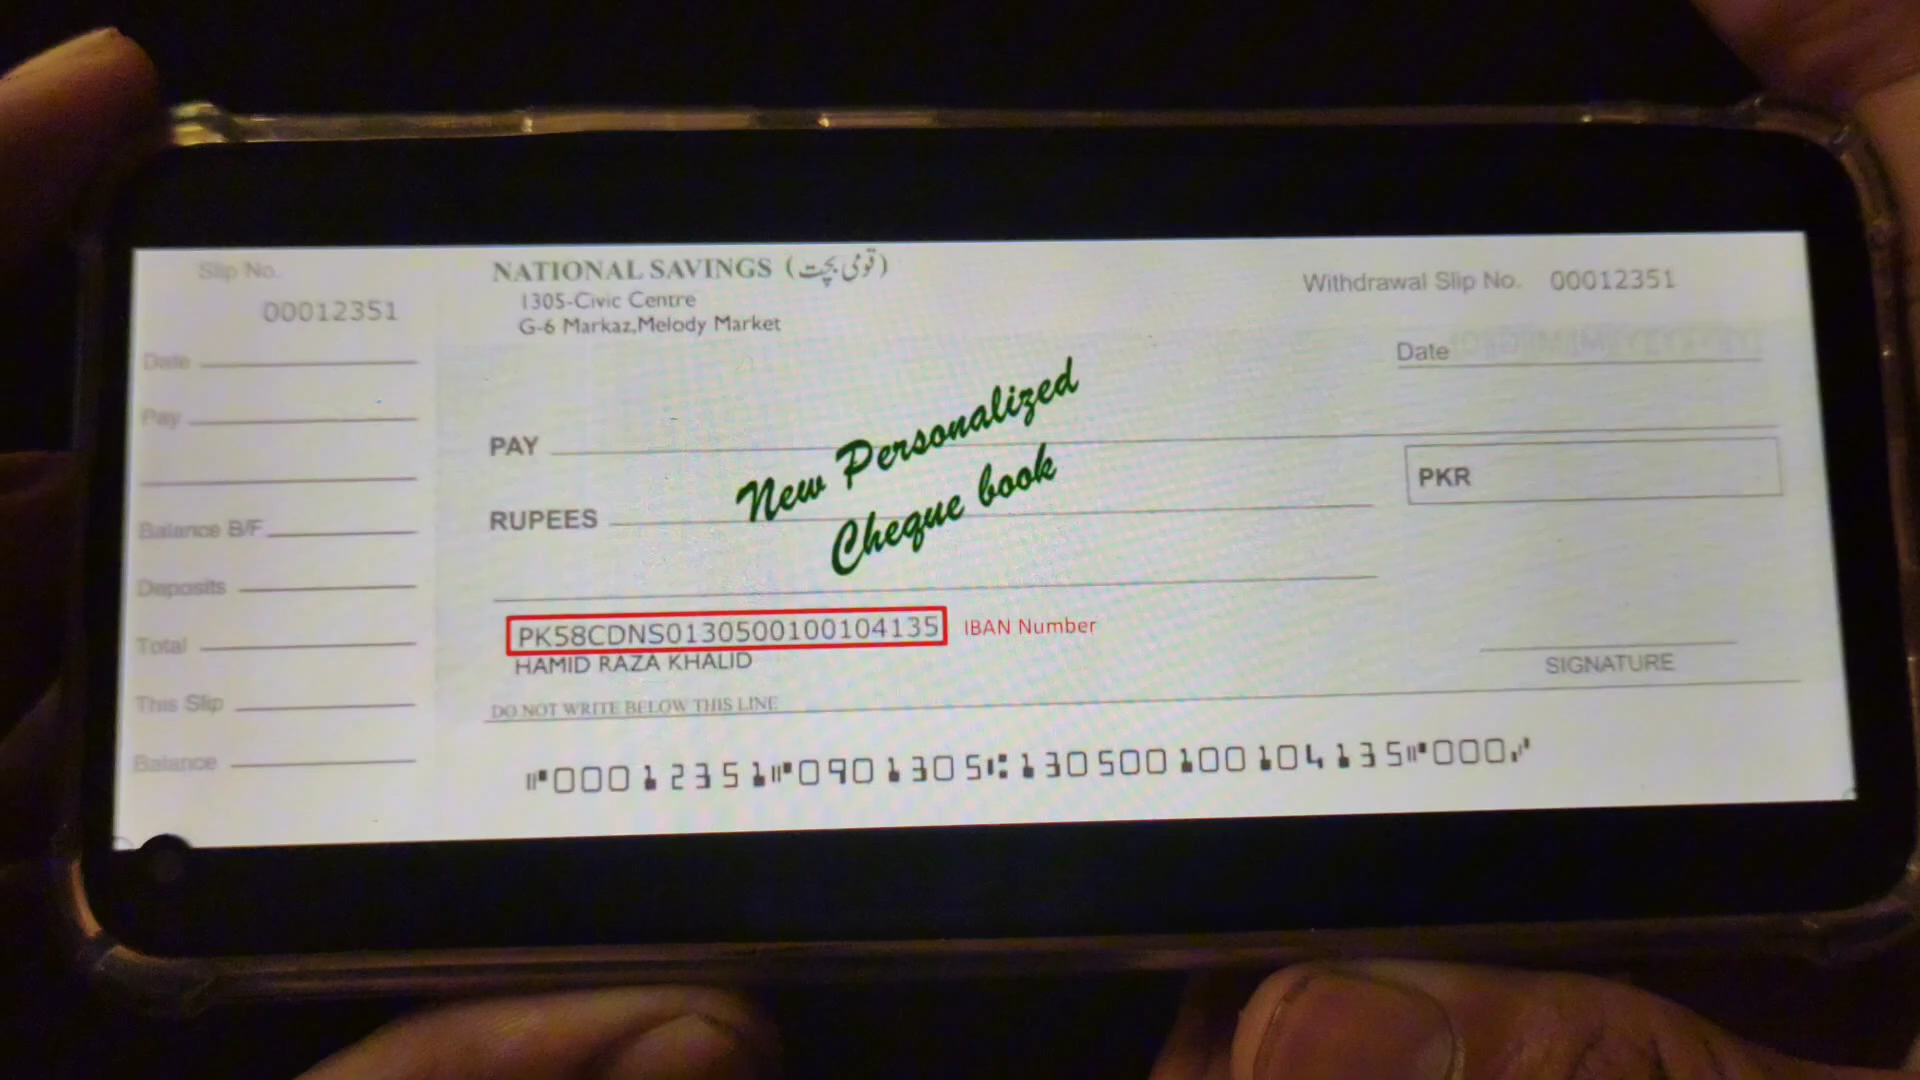 Slip No.
00012351
Date
Pay
Balance B/F
Deposits
Total
This Slip
Balance
NATIONAL SAVINGS (قومی بچت)
1305-Civic Centre
G-6 Markaz,Melody Market
Withdrawal Slip No. 00012351
Date
PAY
RUPEES
PKR
New Personalized
Cheque book
PK58CDNS0130500100104135 IBAN Number
HAMID RAZA KHALID
SIGNATURE
DO NOT WRITE BELOW THIS LINE
⑈00012351⑈0901305⑆130500100104135⑈000⑇